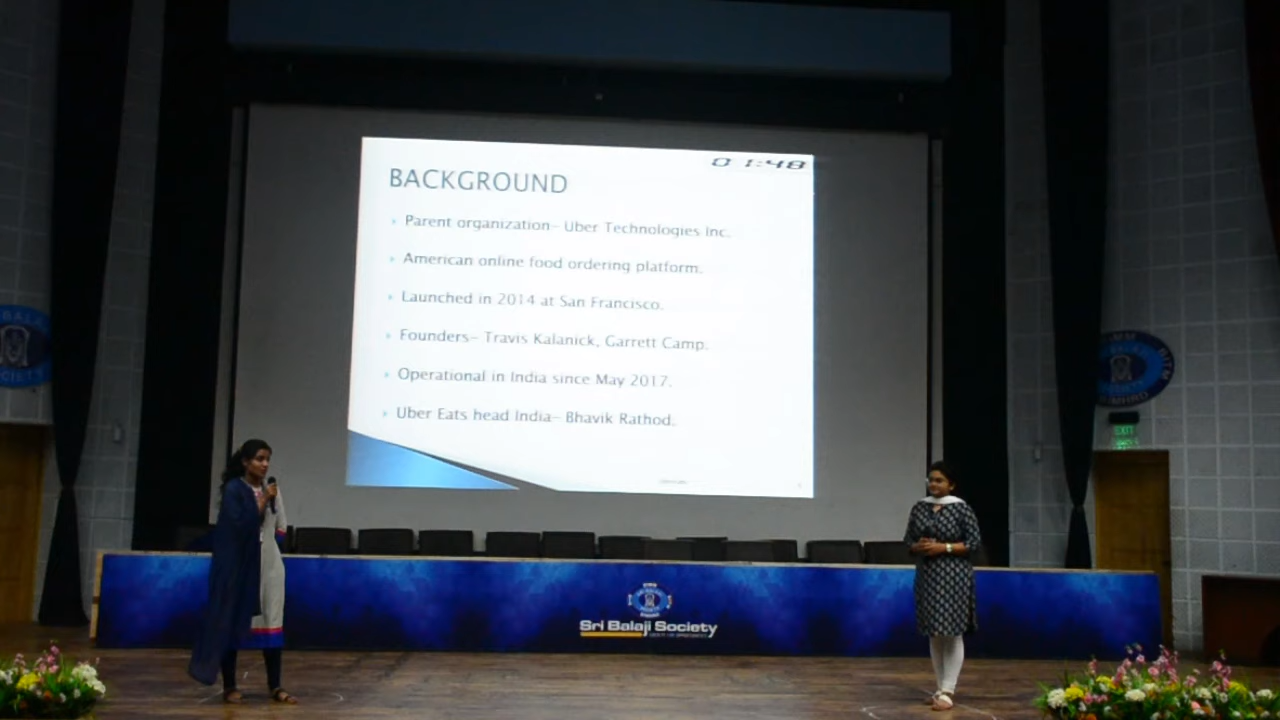 01:48
BACKGROUND
Parent organization– Uber Technologies Inc.
American online food ordering platform.
Launched in 2014 at San Francisco.
Founders– Travis Kalanick, Garrett Camp.
Operational in India since May 2017.
Uber Eats head India– Bhavik Rathod.
EXIT
Sri Balaji Society